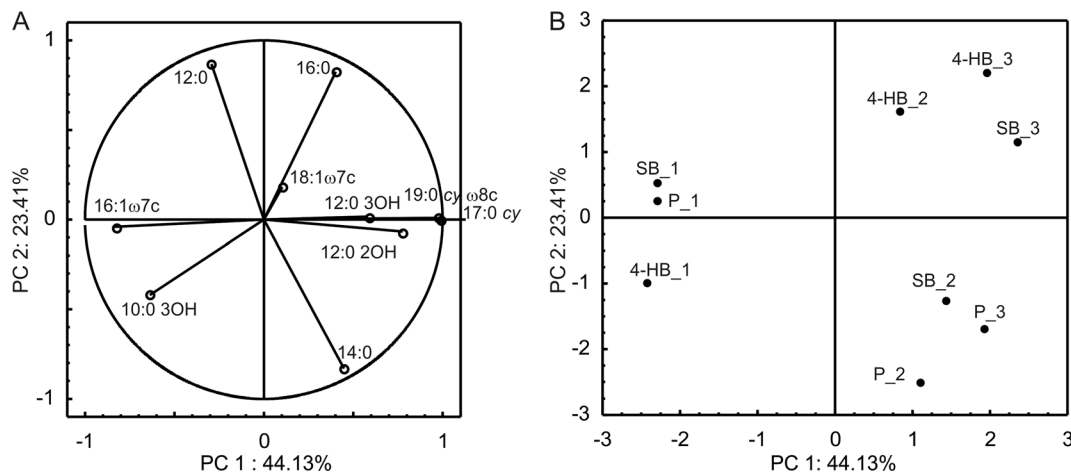 A
1
12:0
16:0
18:1ω7c
16:1ω7c
12:0 3OH
19:0 cy ω8c
0
17:0 cy
12:0 2OH
10:0 3OH
14:0
-1
-1
0
1
PC 2: 23.41%
PC 1 : 44.13%
B
3
2
1
0
-1
-2
-3
4-HB_3
4-HB_2
SB_3
SB_1
P_1
4-HB_1
SB_2
P_3
P_2
-3
-2
-1
0
1
2
3
PC 2: 23.41%
PC 1: 44.13%